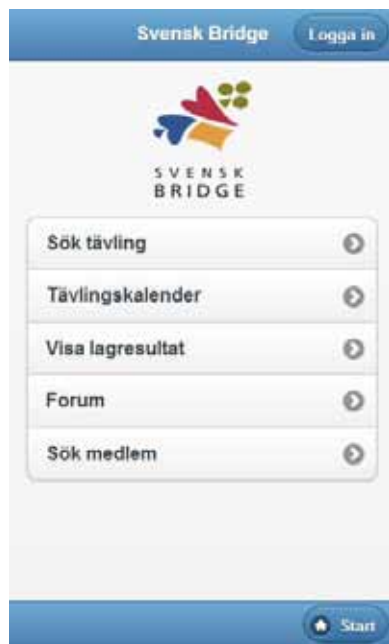 Svensk Bridge
Logga in
SVENSK
BRIDGE
Sök tävling
Tävlingskalender
Visa lagresultat
Forum
Sök medlem
Start